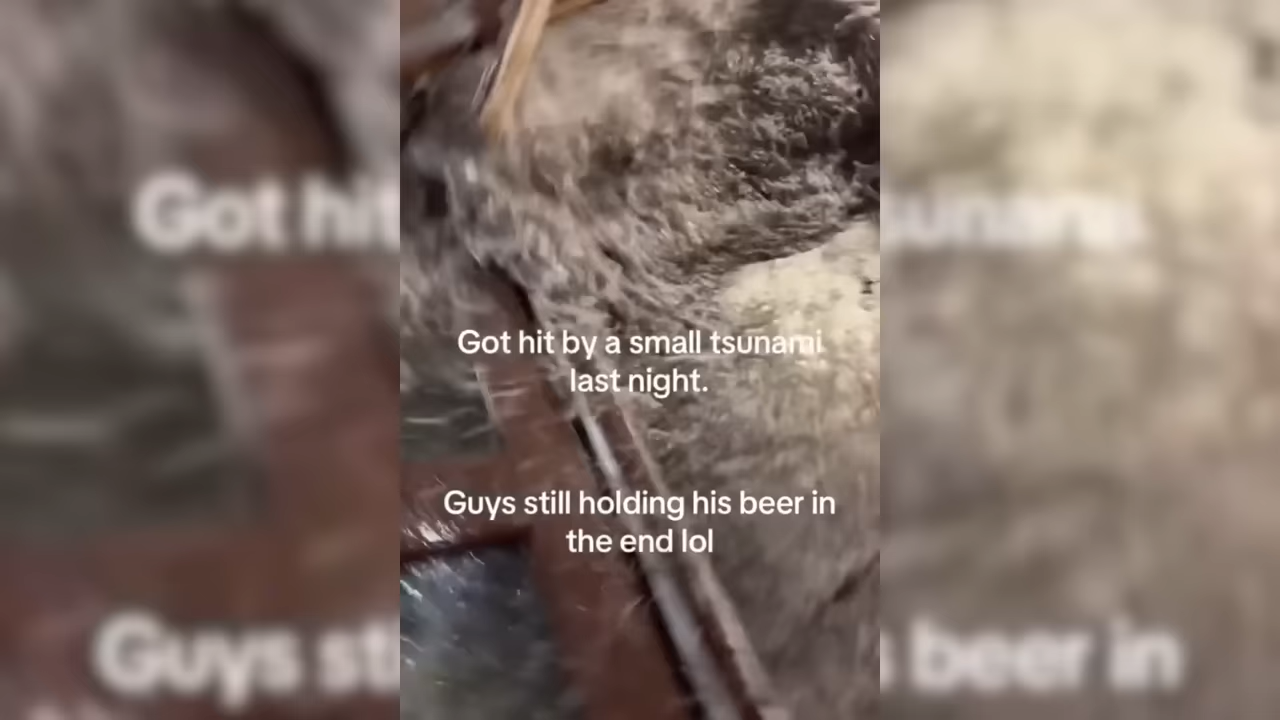 Got hit by a small tsunami
last night.
Guys still holding his beer in
the end lol